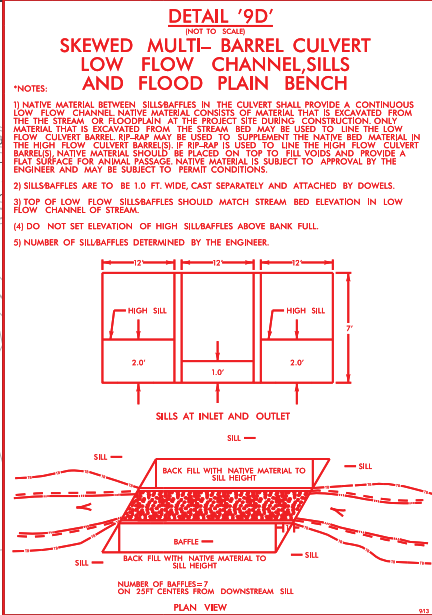 DETAIL '9D'
(NOT TO SCALE)
SKEWED MULTI- BARREL CULVERT
LOW FLOW CHANNEL,SILLS
AND FLOOD PLAIN BENCH
*NOTES:
1) NATIVE MATERIAL BETWEEN SILLS/BAFFLES IN THE CULVERT SHALL PROVIDE A CONTINUOUS
LOW FLOW CHANNEL. NATIVE MATERIAL CONSISTS OF MATERIAL THAT IS EXCAVATED FROM
THE THE STREAM OR FLOODPLAIN AT THE PROJECT SITE DURING CONSTRUCTION. ONLY
MATERIAL THAT IS EXCAVATED FROM THE STREAM BED MAY BE USED TO LINE THE LOW
FLOW CULVERT BARREL. RIP-RAP MAY BE USED TO SUPPLEMENT THE NATIVE BED MATERIAL IN
THE HIGH FLOW CULVERT BARREL(S). IF RIP-RAP IS USED TO LINE THE HIGH FLOW CULVERT
BARREL(S), NATIVE MATERIAL SHOULD BE PLACED ON TOP TO FILL VOIDS AND PROVIDE A
FLAT SURFACE FOR ANIMAL PASSAGE. NATIVE MATERIAL IS SUBJECT TO APPROVAL BY THE
ENGINEER AND MAY BE SUBJECT TO PERMIT CONDITIONS.
2) SILLS/BAFFLES ARE TO BE 1.0 FT. WIDE, CAST SEPARATELY AND ATTACHED BY DOWELS.
3) TOP OF LOW FLOW SILLS/BAFFLES SHOULD MATCH STREAM BED ELEVATION IN LOW
FLOW CHANNEL OF STREAM.
(4) DO NOT SET ELEVATION OF HIGH SILL/BAFFLES ABOVE BANK FULL.
5) NUMBER OF SILL/BAFFLES DETERMINED BY THE ENGINEER.
12' 12' 12'
HIGH SILL HIGH SILL
7'
2.0' 1.0' 2.0'
SILLS AT INLET AND OUTLET
SILL
SILL SILL
BACK FILL WITH NATIVE MATERIAL TO
SILL HEIGHT
1'
BAFFLE
BACK FILL WITH NATIVE MATERIAL TO
SILL HEIGHT
SILL SILL
NUMBER OF BAFFLES=7
ON 25FT CENTERS FROM DOWNSTREAM SILL
PLAN VIEW